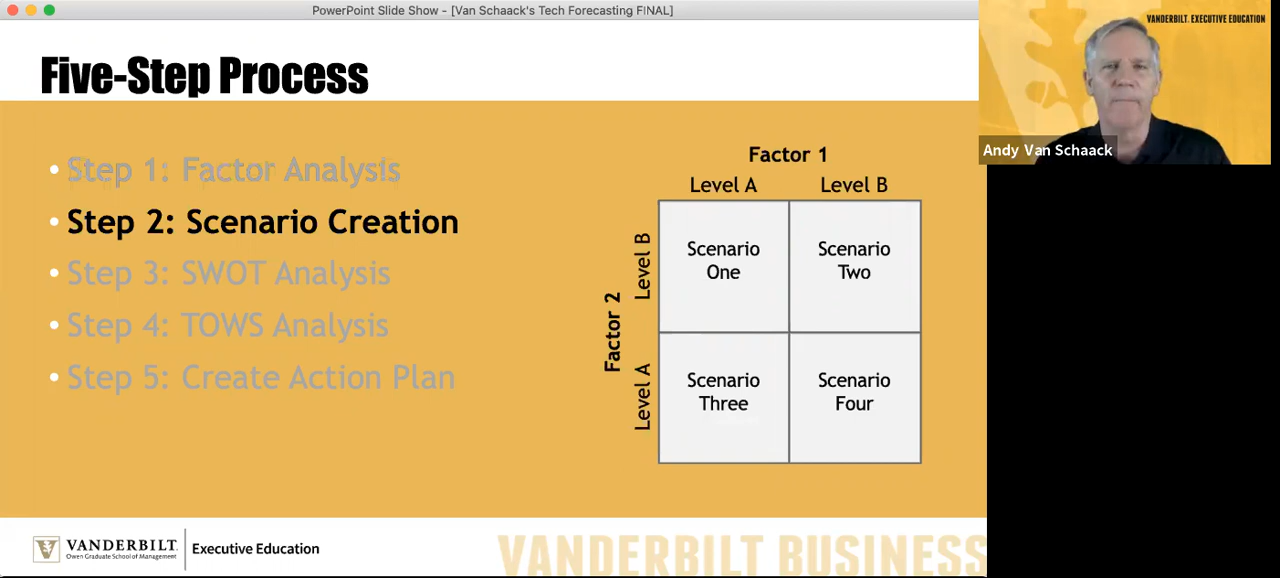 PowerPoint Slide Show - [Van Schaack's Tech Forecasting FINAL]
VANDERBILT. EXECUTIVE EDUCATION
Andy Van Schaack
Five-Step Process
• Step 1: Factor Analysis
• Step 2: Scenario Creation
• Step 3: SWOT Analysis
• Step 4: TOWS Analysis
• Step 5: Create Action Plan
Factor 1
Level A
Level B
Factor 2
Level B
Level A
Scenario
One
Scenario
Two
Scenario
Three
Scenario
Four
VANDERBILT
Owen Graduate School of Management
Executive Education
VANDERBILT BUSINESS